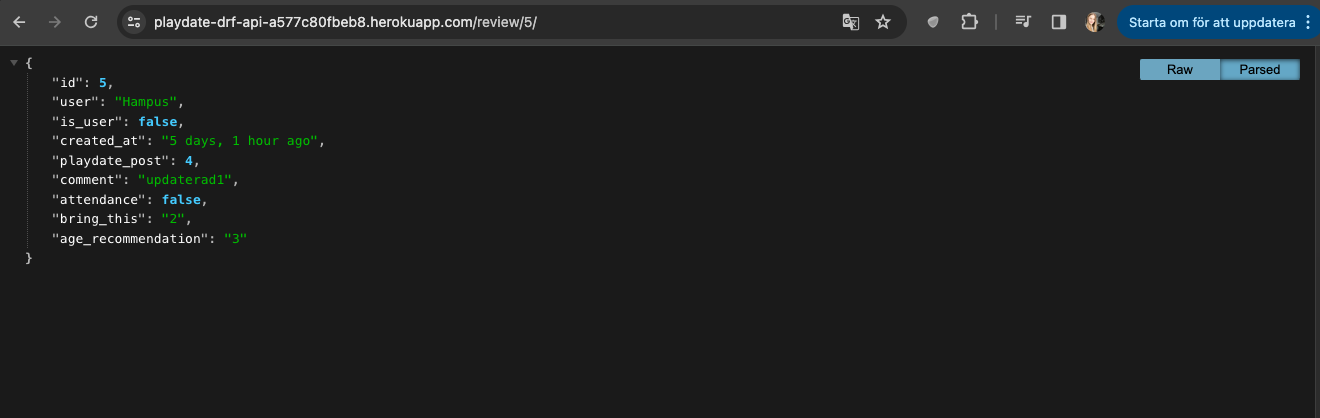 playdate-drf-api-a577c80fbeb8.herokuapp.com/review/5/
Starta om för att uppdatera
Raw Parsed
{
"id": 5,
"user": "Hampus",
"is_user": false,
"created_at": "5 days, 1 hour ago",
"playdate_post": 4,
"comment": "updaterad1",
"attendance": false,
"bring_this": "2",
"age_recommendation": "3"
}